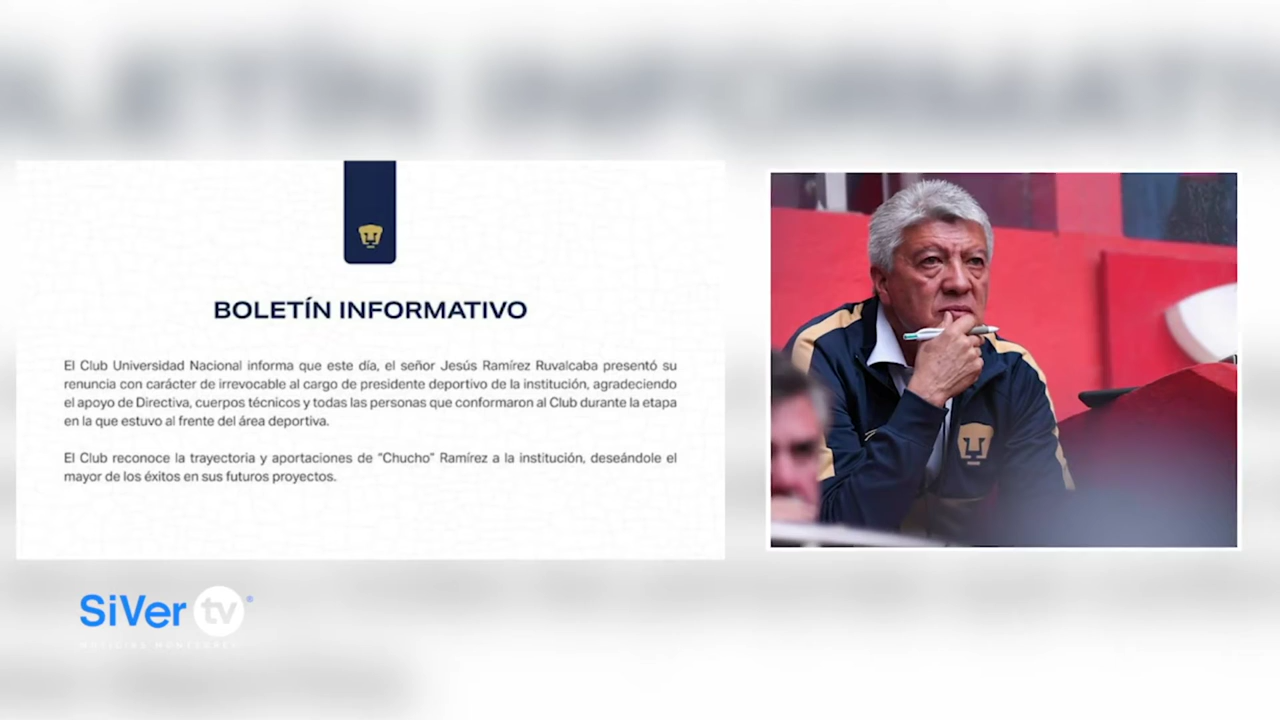 BOLETÍN INFORMATIVO
El Club Universidad Nacional informa que este día, el señor Jesús Ramírez Ruvalcaba presentó su
renuncia con carácter de irrevocable al cargo de presidente deportivo de la institución, agradeciendo
el apoyo de Directiva, cuerpos técnicos y todas las personas que conformaron al Club durante la etapa
en la que estuvo al frente del área deportiva.
El Club reconoce la trayectoria y aportaciones de “Chucho” Ramírez a la institución, deseándole el
mayor de los éxitos en sus futuros proyectos.
SiVer tv